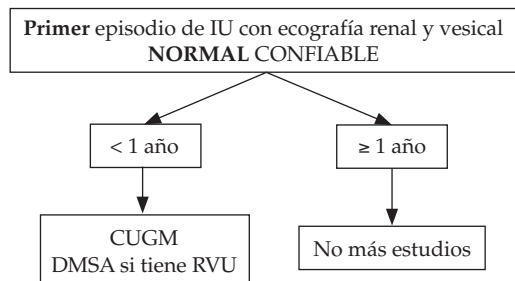 Primer episodio de IU con ecografía renal y vesical
NORMAL CONFIABLE
< 1 año
≥ 1 año
CUGM
DMSA si tiene RVU
No más estudios